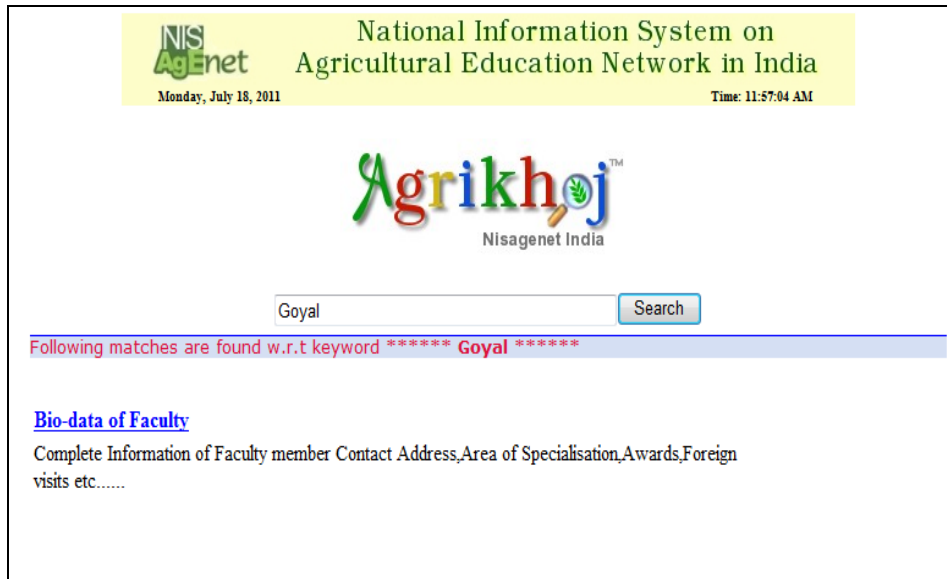 NIS
AgEnet
National Information System on
Agricultural Education Network in India
Monday, July 18, 2011 Time: 11:57:04 AM
Agrikhoj™
Nisagenet India
Goyal Search
Following matches are found w.r.t keyword ****** Goyal ******
Bio-data of Faculty
Complete Information of Faculty member Contact Address,Area of Specialisation,Awards,Foreign
visits etc......